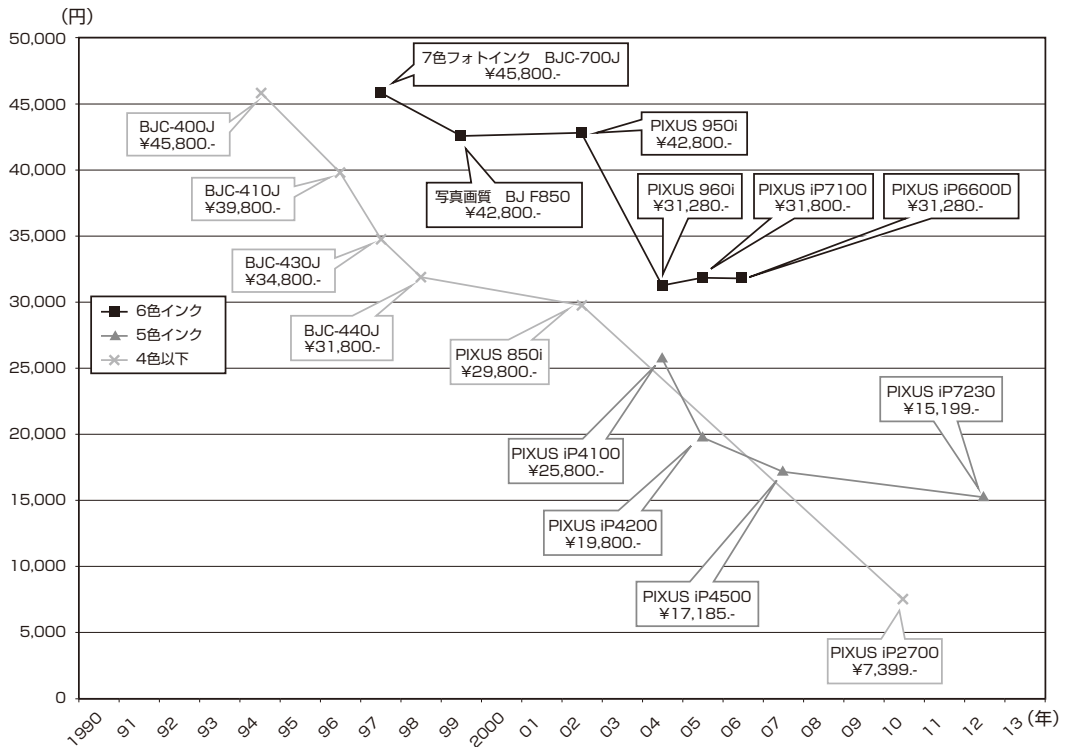 (円)
50,000
45,000
40,000
35,000
30,000
25,000
20,000
15,000
10,000
5,000
0
7色フォトインク BJC-700J
¥45,800.-
BJC-400J
¥45,800.-
PIXUS 950i
¥42,800.-
BJC-410J
¥39,800.-
写真画質 BJ F850
¥42,800.-
PIXUS 960i
¥31,280.-
PIXUS iP7100
¥31,800.-
PIXUS iP6600D
¥31,280.-
BJC-430J
¥34,800.-
6色インク
5色インク
4色以下
BJC-440J
¥31,800.-
PIXUS 850i
¥29,800.-
PIXUS iP7230
¥15,199.-
PIXUS iP4100
¥25,800.-
PIXUS iP4200
¥19,800.-
PIXUS iP4500
¥17,185.-
PIXUS iP2700
¥7,399.-
1990 91 92 93 94 95 96 97 98 99 2000 01 02 03 04 05 06 07 08 09 10 11 12 13 (年)